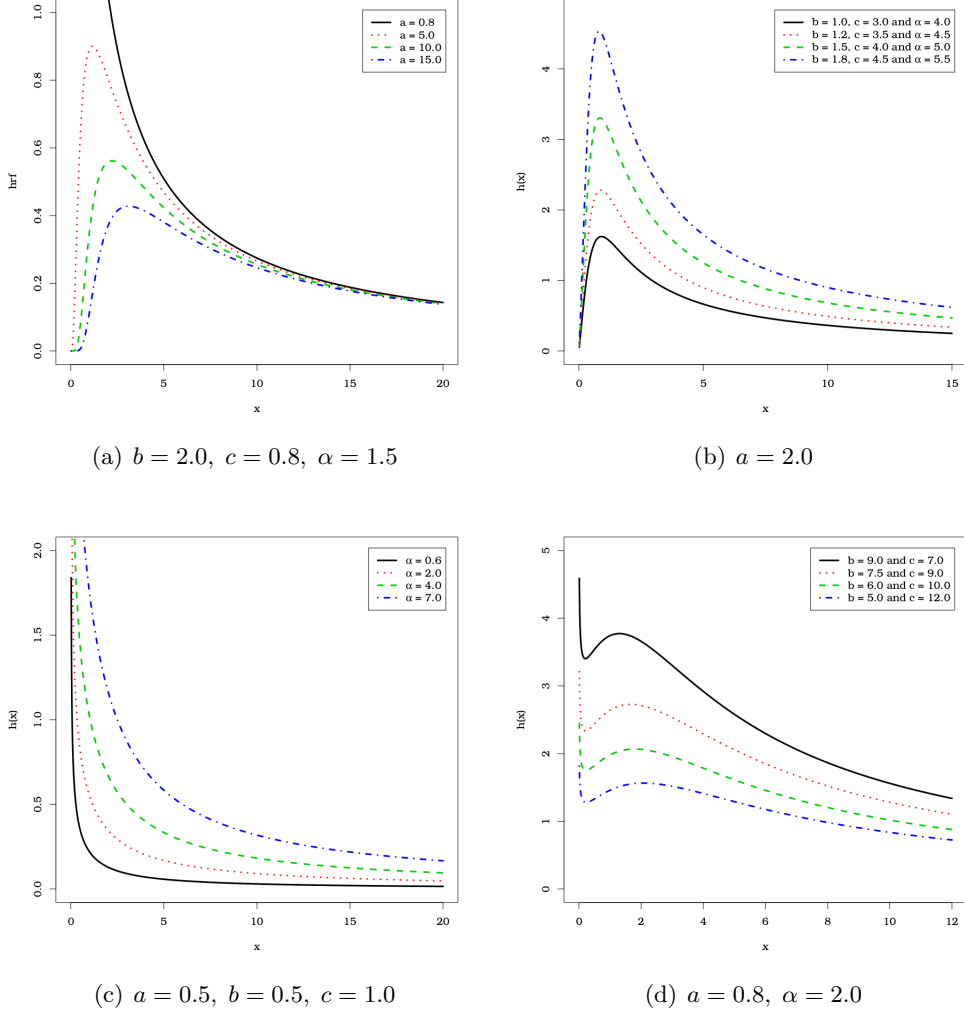 1.0
0.8
0.6
0.4
0.2
0.0
hrf
a = 0.8
a = 5.0
a = 10.0
a = 15.0
0 5 10 15 20
x
(a) b = 2.0, c = 0.8, α = 1.5
4
3
2
1
0
h(x)
b = 1.0, c = 3.0 and α = 4.0
b = 1.2, c = 3.5 and α = 4.5
b = 1.5, c = 4.0 and α = 5.0
b = 1.8, c = 4.5 and α = 5.5
0 5 10 15
x
(b) a = 2.0
2.0
1.5
1.0
0.5
0.0
h(x)
α = 0.6
α = 2.0
α = 4.0
α = 7.0
0 5 10 15 20
x
(c) a = 0.5, b = 0.5, c = 1.0
5
4
3
2
1
0
h(x)
b = 9.0 and c = 7.0
b = 7.5 and c = 9.0
b = 6.0 and c = 10.0
b = 5.0 and c = 12.0
0 2 4 6 8 10 12
x
(d) a = 0.8, α = 2.0